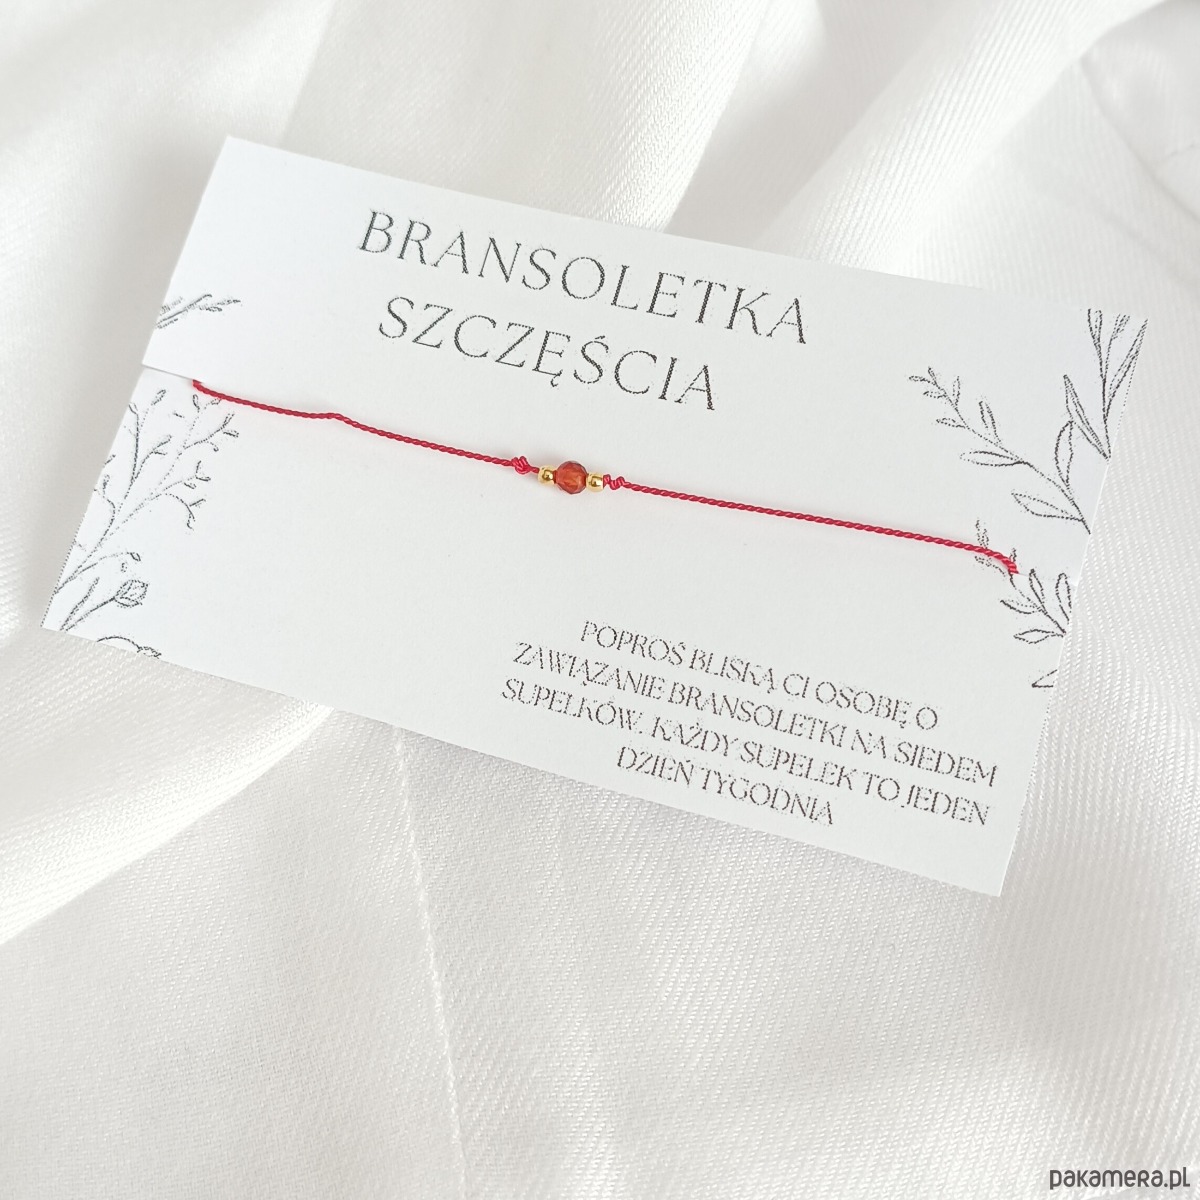 BRANSOLETKA
SZCZĘŚCIA
POPROŚ BLISKĄ CI OSOBĘ O
ZAWIĄZANIE BRANSOLETKI NA SIEDEM
SUPEŁKÓW. KAŻDY SUPEŁEK TO JEDEN
DZIEŃ TYGODNIA
pakamera.pl